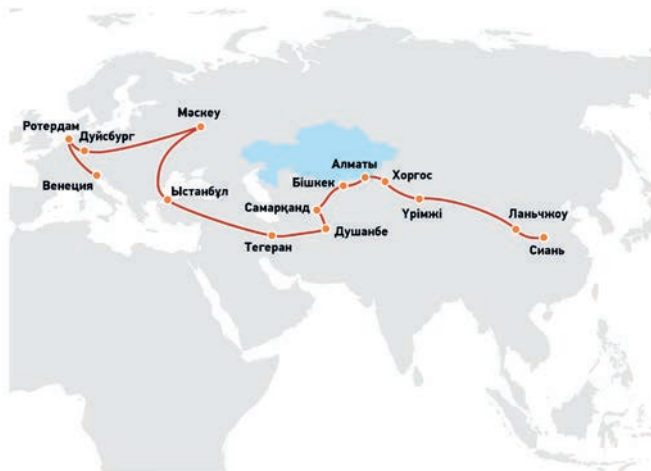 Мәскеу
Ротердам
Дуйсбург
Венеция
Ыстанбұл
Алматы
Хоргос
Бішкек
Самарқанд
Үрімжі
Ланьчжоу
Душанбе
Тегеран
Сиань